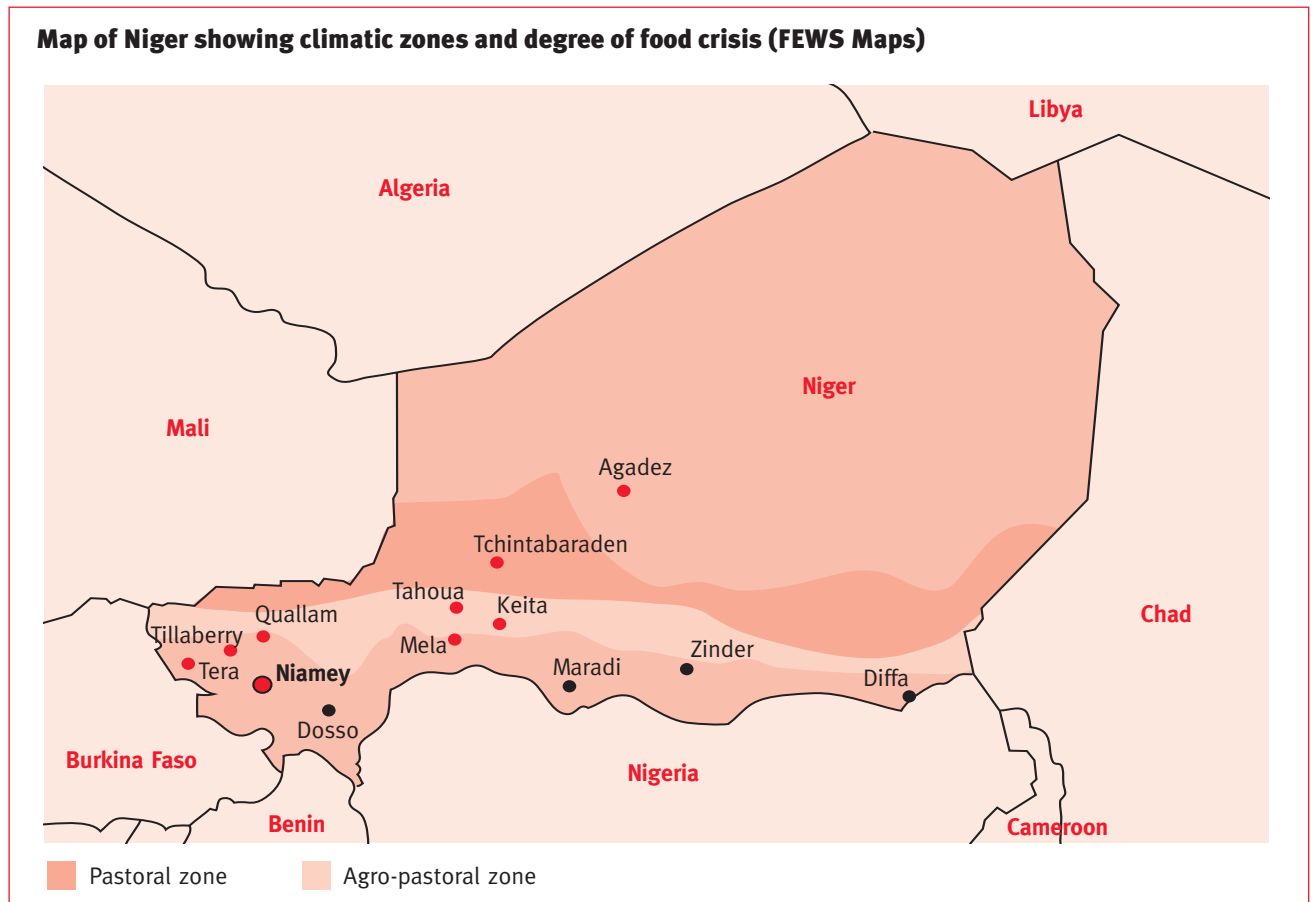 Map of Niger showing climatic zones and degree of food crisis (FEWS Maps)
Libya
Algeria
Niger
Mali
Agadez
Tchintabaraden
Tahoua
Keita
Quallam
Chad
Tillaberry
Mela
Zinder
Tera
Niamey
Maradi
Diffa
Dosso
Burkina Faso
Nigeria
Benin
Cameroon
Pastoral zone
Agro-pastoral zone